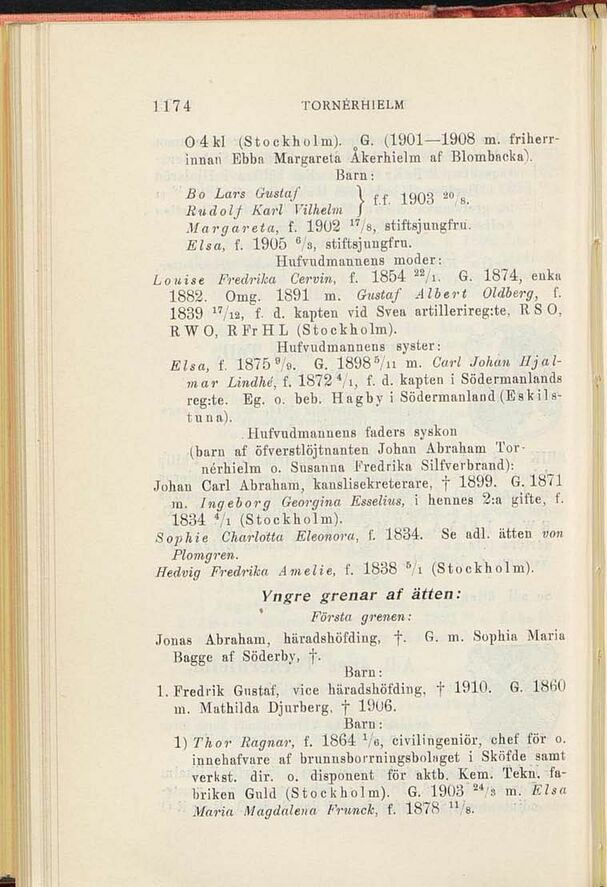 1174 TORNÉRHIELM
O 4 kl (Stockholm). G. (1901—1908 m. friherr-
innan Ebba Margareta Åkerhielm af Blombacka).
Barn:
Bo Lars Gustaf
Rudolf Karl Vilhelm } f.f. 1903 20/8.
Margareta, f. 1902 17/8, stiftsjungfru.
Elsa, f. 1905 6/3, stiftsjungfru.
Hufvudmannens moder:
Louise Fredrika Cervin, f. 1854 22/1. G. 1874, enka
1882. Omg. 1891 m. Gustaf Albert Oldberg, f.
1839 17/12, f. d. kapten vid Svea artillerireg:te, R S O,
R W O, R Fr H L (Stockholm).
Hufvudmannens syster:
Elsa, f. 1875 9/9. G. 1898 5/11 m. Carl Johan Hjal-
mar Lindhé, f. 1872 4/1, f. d. kapten i Södermanlands
reg:te. Eg. o. beb. Hagby i Södermanland (Eskils-
tuna).
Hufvudmannens faders syskon
(barn af öfverstlöjtnanten Johan Abraham Tor-
nérhielm o. Susanna Fredrika Silfverbrand):
Johan Carl Abraham, kanslisekreterare, † 1899. G. 1871
m. Ingeborg Georgina Esselius, i hennes 2:a gifte, f.
1834 4/1 (Stockholm).
Sophie Charlotta Eleonora, f. 1834. Se adl. ätten von
Plomgren.
Hedvig Fredrika Amelie, f. 1838 5/1 (Stockholm).
Yngre grenar af ätten:
Första grenen:
Jonas Abraham, häradshöfding, †. G. m. Sophia Maria
Bagge af Söderby, †.
Barn:
1. Fredrik Gustaf, vice häradshöfding, † 1910. G. 1860
m. Mathilda Djurberg, † 1906.
Barn:
1) Thor Ragnar, f. 1864 1/6, civilingeniör, chef för o.
innehafvare af brunnsborrningsbolaget i Sköfde samt
verkst. dir. o. disponent för aktb. Kem. Tekn. fa-
briken Guld (Stockholm). G. 1903 24/3 m. Elsa
Maria Magdalena Frunck, f. 1878 11/8.